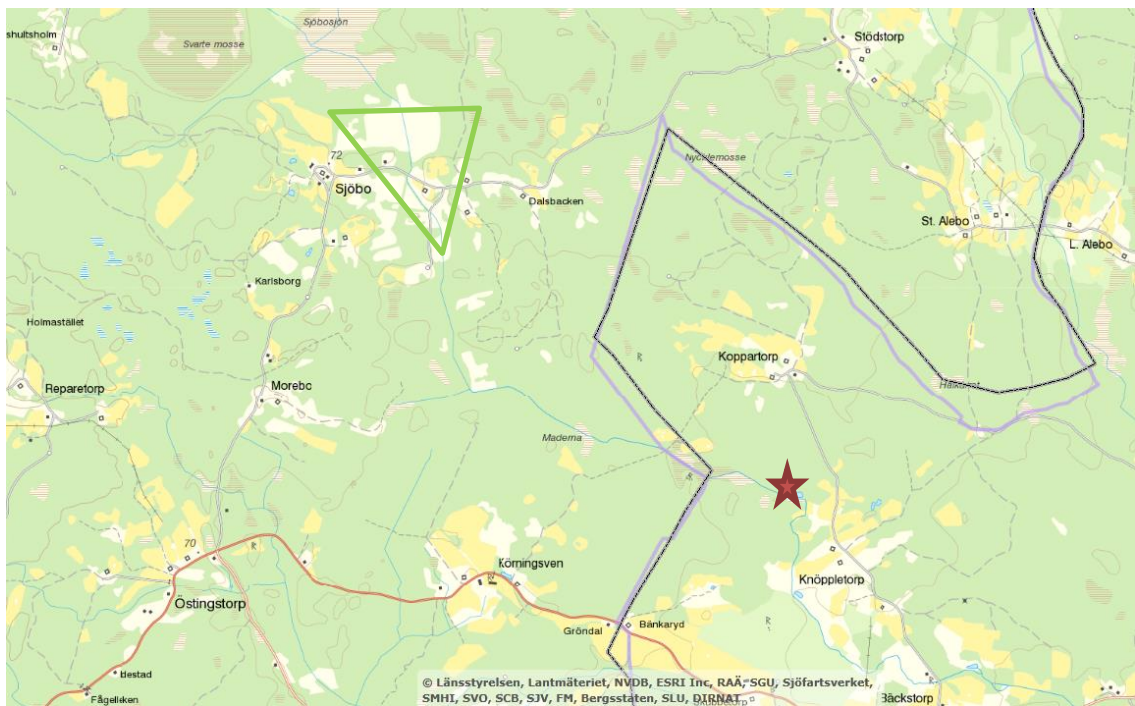 shultsholm
Sjöbosjön
Svarte mosse
Stödstorp
72
Sjöbo
Nycklemosse
Dalsbacken
St. Alebo
L. Alebo
Karlsborg
Holmastället
Koppartorp
Reparetorp
Morebc
R
Maderna
R
70
R
Körningsven
Knöppletorp
Östingstorp
Gröndal
Bänkaryd
R
Idestad
Fågelleken
© Länsstyrelsen, Lantmäteriet, NVDB, ESRI Inc, RAÄ, SGU, Sjöfartsverket,
SMHI, SVO, SCB, SJV, FM, Bergsstaten, SLU, DIRNAT
Bäckstorp